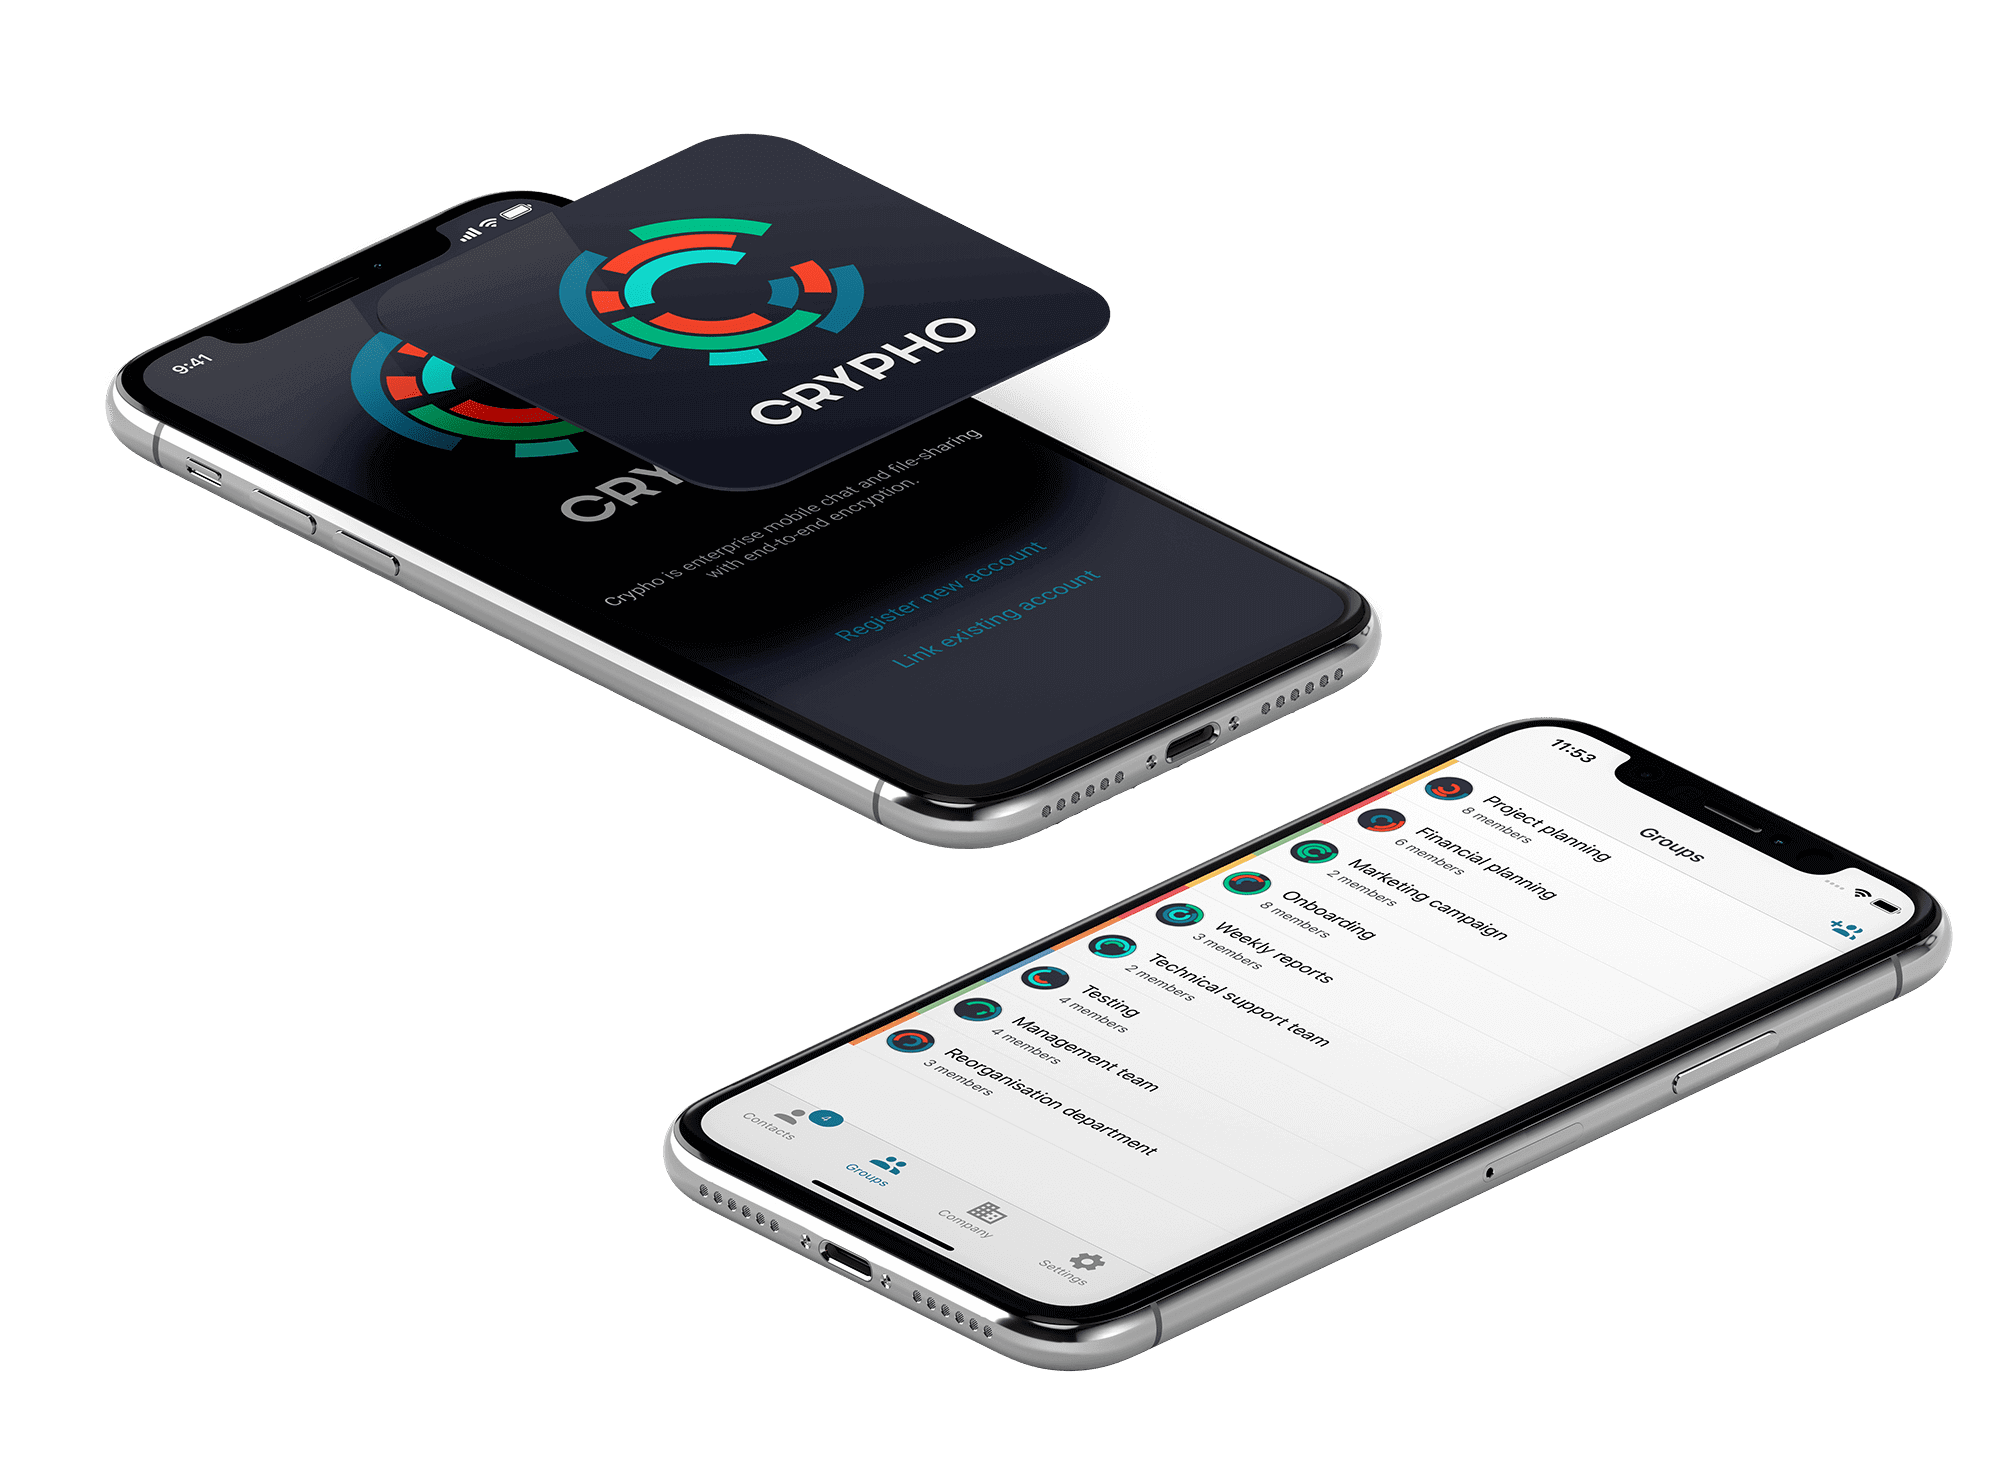 9:41
CRYPHO
CRY
Crypho is enterprise mobile chat and file-sharing
with end-to-end encryption.
Register new account
Link existing account
11:53
Groups
Project planning
8 members
Financial planning
6 members
Marketing campaign
2 members
Onboarding
8 members
Weekly reports
3 members
Technical support team
2 members
Testing
4 members
Management team
4 members
Reorganisation department
3 members
4
Contacts
Groups
Company
Settings